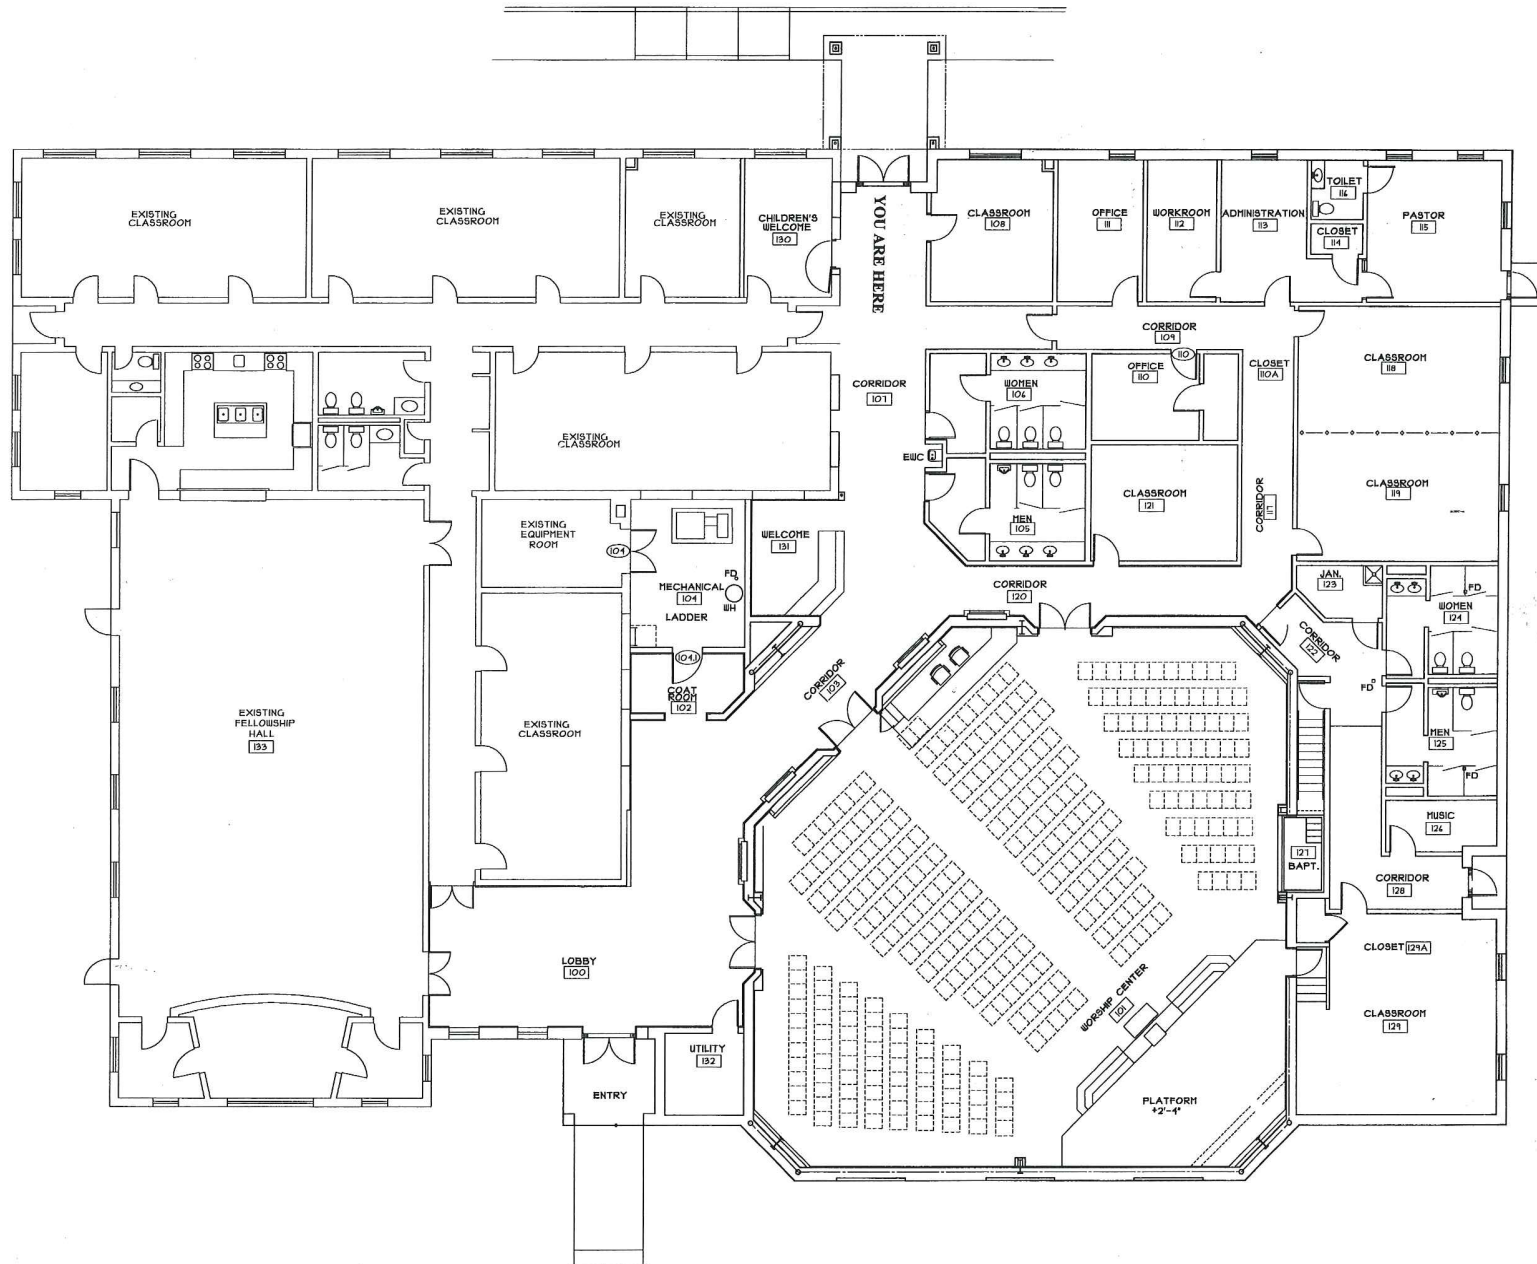 EXISTING
CLASSROOM
EXISTING
CLASSROOM
EXISTING
CLASSROOM
CHILDREN'S
WELCOME
130
YOU ARE HERE
CLASSROOM
108
OFFICE
111
WORKROOM
112
ADMINISTRATION
113
TOILET
116
CLOSET
114
PASTOR
115
CORRIDOR
109
110
OFFICE
110
CLOSET
110A
CLASSROOM
118
CORRIDOR
107
WOMEN
106
EXISTING
CLASSROOM
EWC
CLASSROOM
121
CORRIDOR
117
CLASSROOM
119
MEN
105
EXISTING
EQUIPMENT
ROOM
104
WELCOME
131
FD
MECHANICAL
104
WH
LADDER
CORRIDOR
120
JAN.
123
FD
WOMEN
124
CORRIDOR
122
104.1
COAT
ROOM
102
CORRIDOR
103
FD
EXISTING
FELLOWSHIP
HALL
133
EXISTING
CLASSROOM
MEN
125
FD
MUSIC
126
127
BAPT.
CORRIDOR
128
LOBBY
100
CLOSET 129A
WORSHIP CENTER
101
CLASSROOM
129
UTILITY
132
ENTRY
PLATFORM
+2'-4"